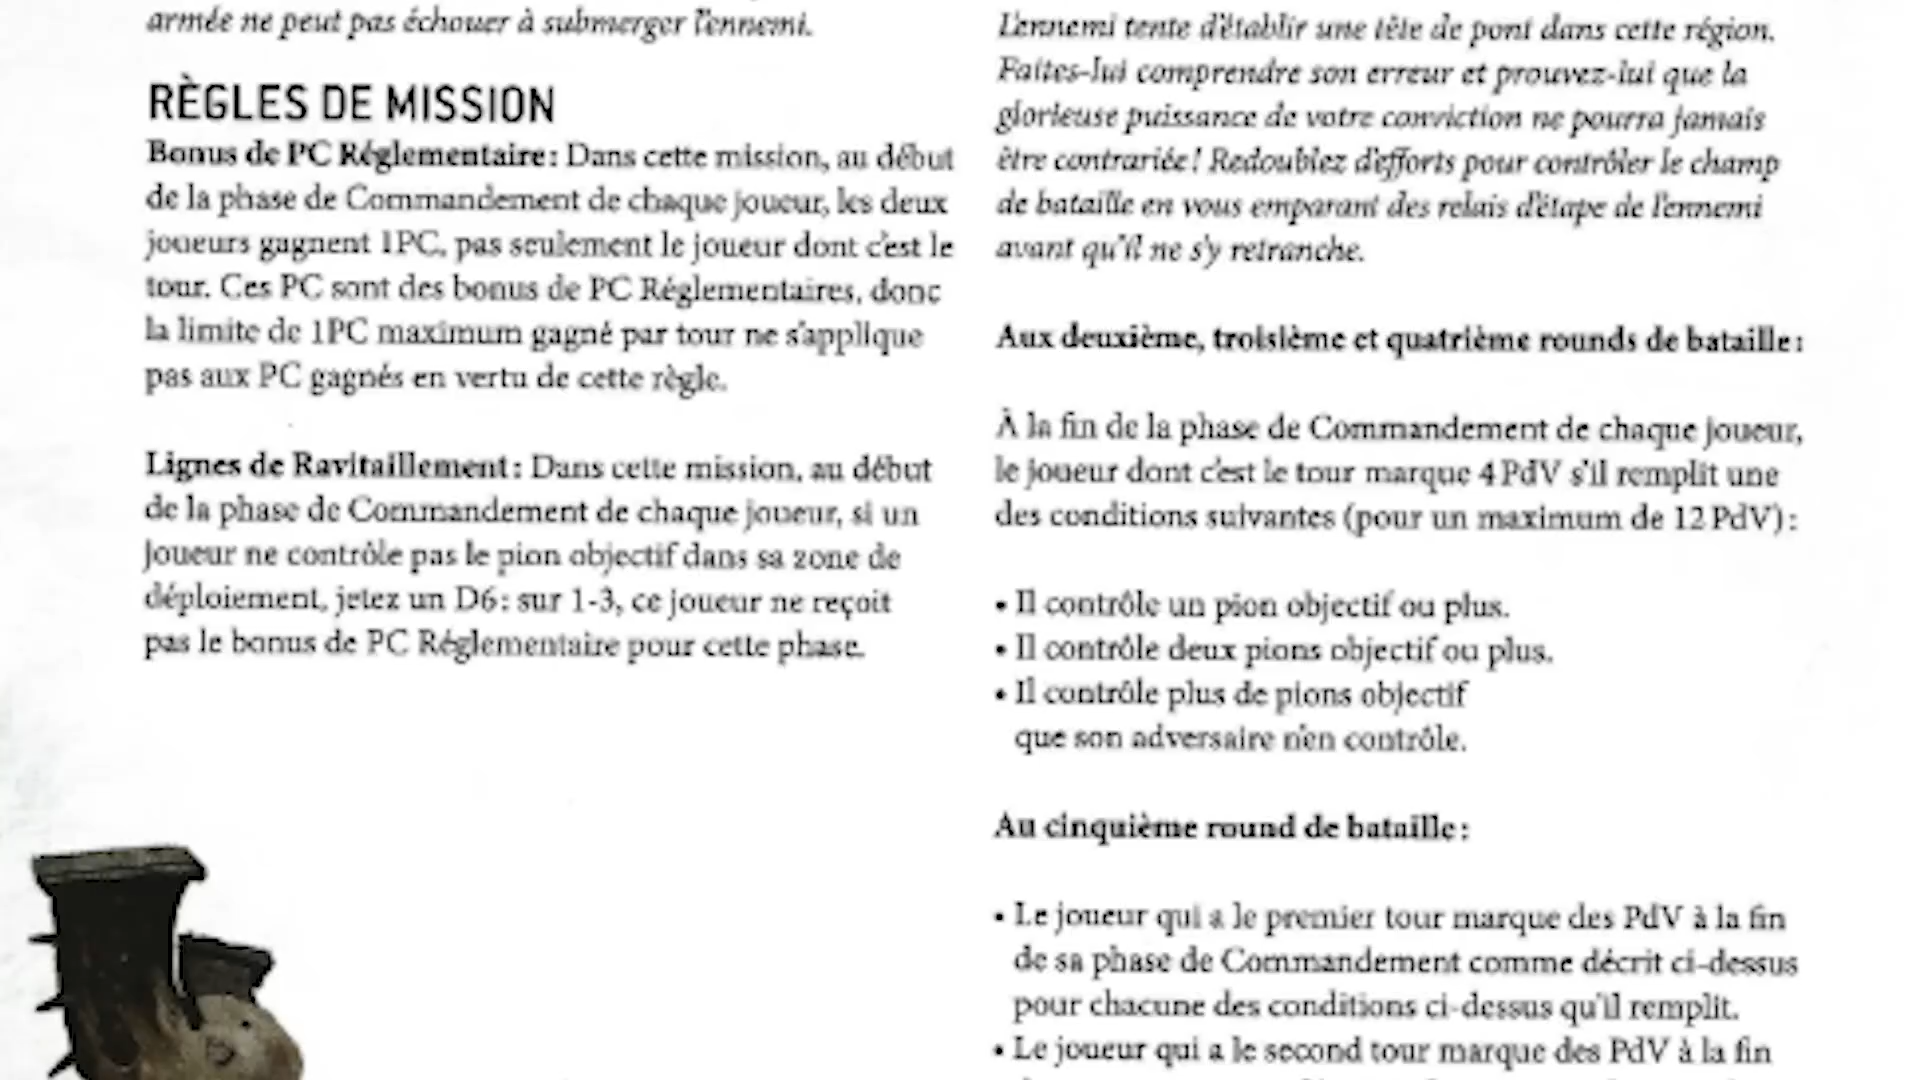 armée ne peut pas échouer à submerger l'ennemi.
RÈGLES DE MISSION
Bonus de PC Réglementaire : Dans cette mission, au début
de la phase de Commandement de chaque joueur, les deux
joueurs gagnent 1PC, pas seulement le joueur dont c'est le
tour. Ces PC sont des bonus de PC Réglementaires, donc
la limite de 1PC maximum gagné par tour ne s'applique
pas aux PC gagnés en vertu de cette règle.
Lignes de Ravitaillement : Dans cette mission, au début
de la phase de Commandement de chaque joueur, si un
joueur ne contrôle pas le pion objectif dans sa zone de
déploiement, jetez un D6 : sur 1-3, ce joueur ne reçoit
pas le bonus de PC Réglementaire pour cette phase.
L'ennemi tente d'établir une tête de pont dans cette région.
Faites-lui comprendre son erreur et prouvez-lui que la
glorieuse puissance de votre conviction ne pourra jamais
être contrariée ! Redoublez d'efforts pour contrôler le champ
de bataille en vous emparant des relais d'étape de l'ennemi
avant qu'il ne s'y retranche.
Aux deuxième, troisième et quatrième rounds de bataille :
À la fin de la phase de Commandement de chaque joueur,
le joueur dont c'est le tour marque 4 PdV s'il remplit une
des conditions suivantes (pour un maximum de 12 PdV) :
• Il contrôle un pion objectif ou plus.
• Il contrôle deux pions objectif ou plus.
• Il contrôle plus de pions objectif
que son adversaire n'en contrôle.
Au cinquième round de bataille :
• Le joueur qui a le premier tour marque des PdV à la fin
de sa phase de Commandement comme décrit ci-dessus
pour chacune des conditions ci-dessus qu'il remplit.
• Le joueur qui a le second tour marque des PdV à la fin